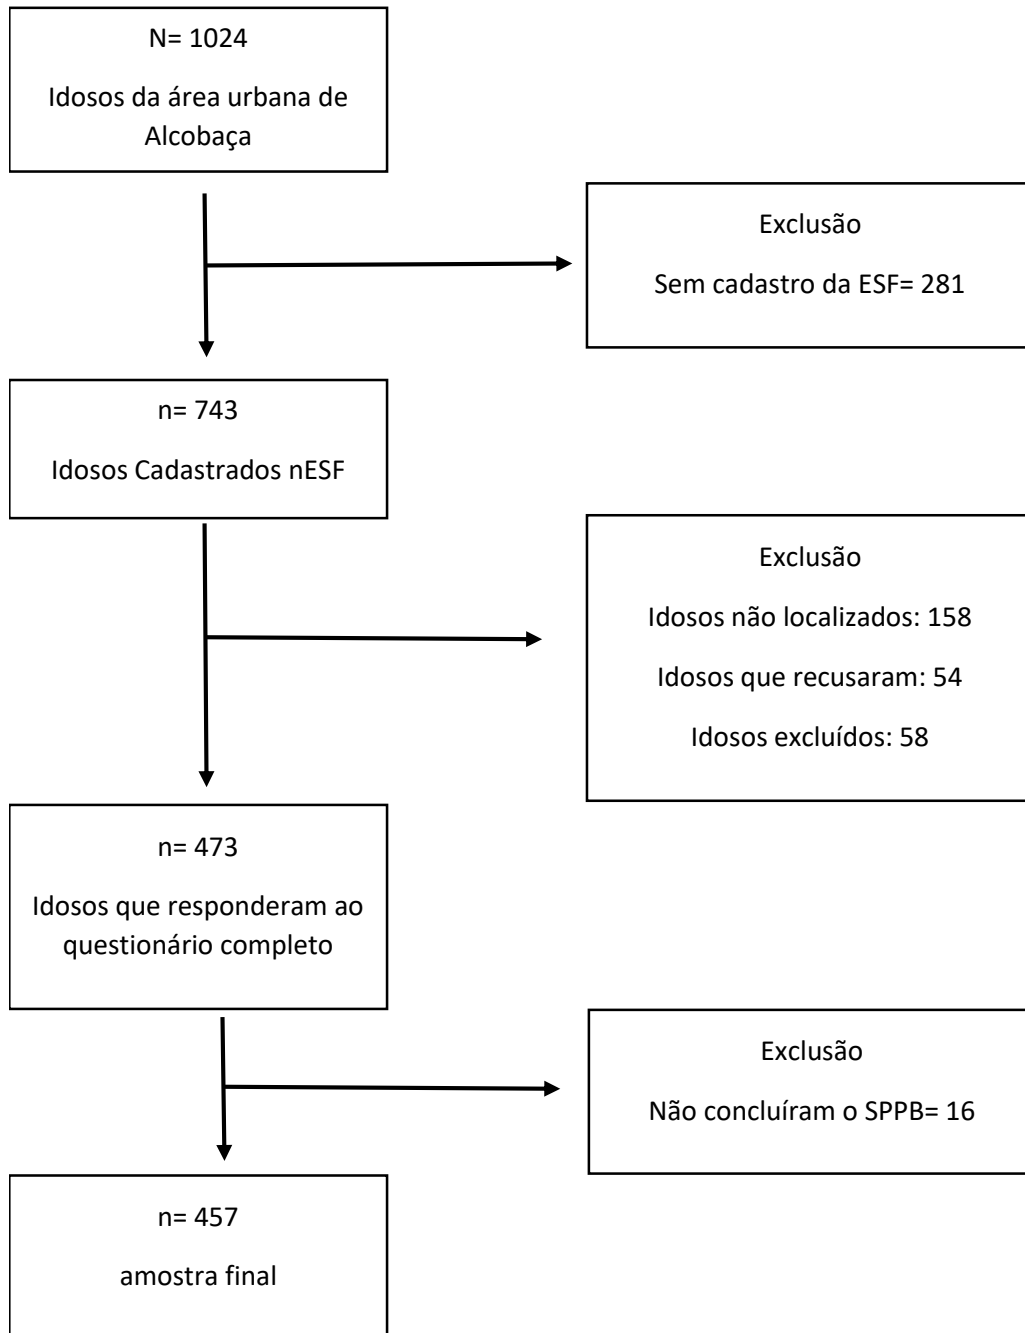 N= 1024
Idosos da área urbana de
Alcobaça
Exclusão
Sem cadastro da ESF= 281
n= 743
Idosos Cadastrados nESF
Exclusão
Idosos não localizados: 158
Idosos que recusaram: 54
Idosos excluídos: 58
n= 473
Idosos que responderam ao
questionário completo
Exclusão
Não concluíram o SPPB= 16
n= 457
amostra final